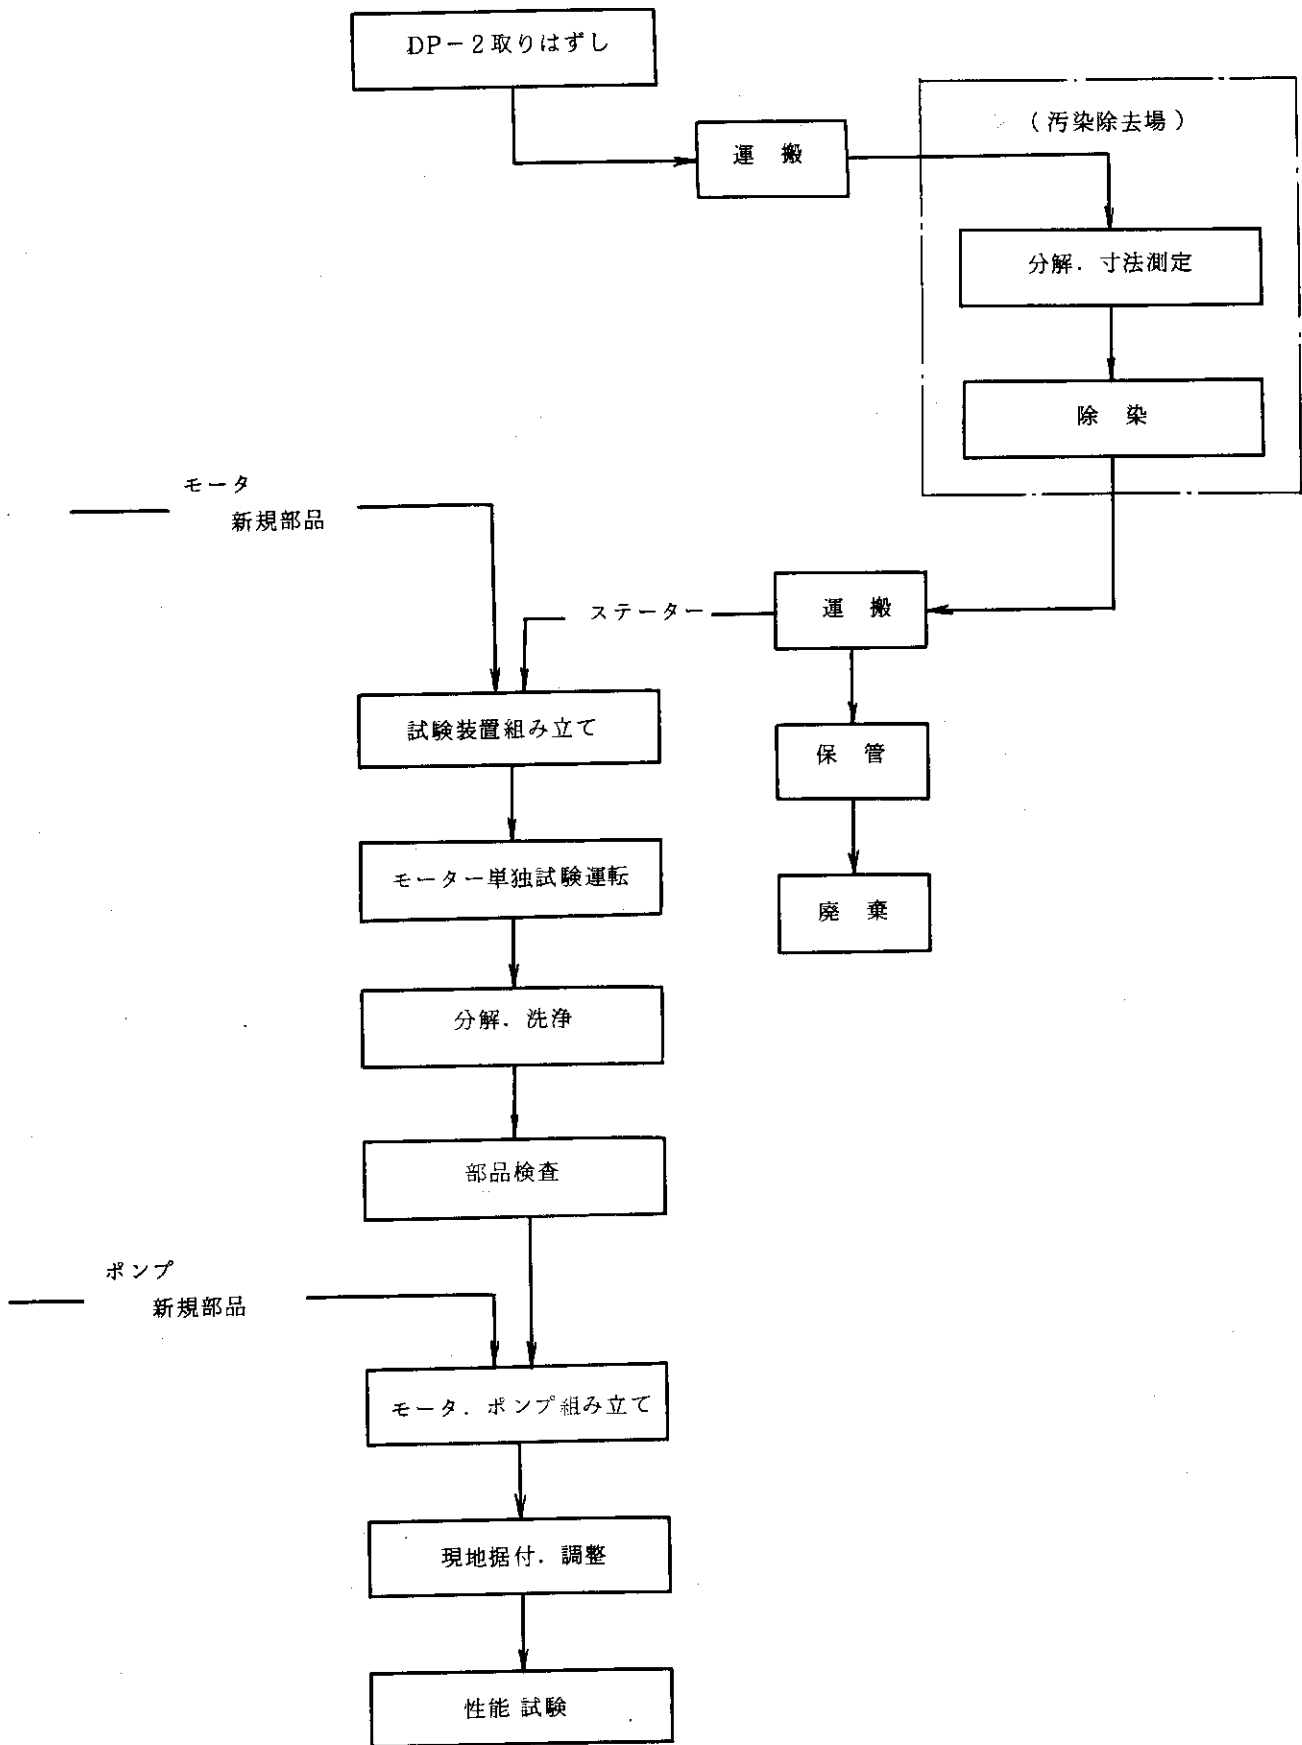 DP－2取りはずし
運 搬
（汚染除去場）
分解．寸法測定
除 染
モータ
新規部品
ステーター
運 搬
試験装置組み立て
保 管
モーター単独試験運転
廃 棄
分解．洗浄
部品検査
ポンプ
新規部品
モータ．ポンプ組み立て
現地据付．調整
性能試験